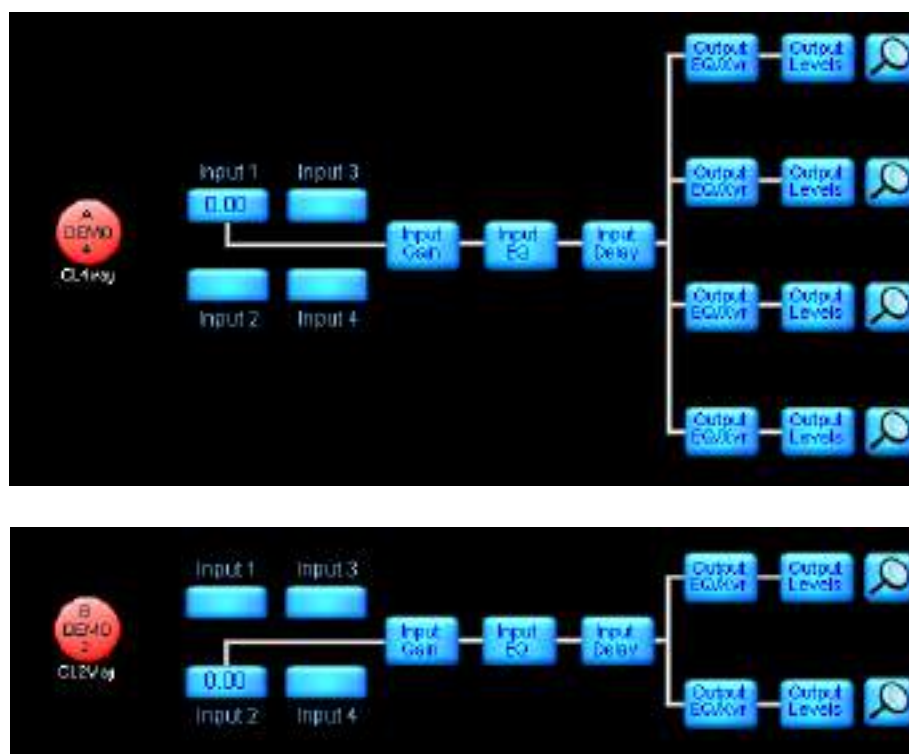 Output EQ/Xvr
Output Levels
Input 1
Input 3
Output EQ/Xvr
Output Levels
A
DEMO
4
0.00
Input Gain
Input EQ
Input Delay
CL4way
Input 2
Input 4
Output EQ/Xvr
Output Levels
Output EQ/Xvr
Output Levels
Input 1
Input 3
Output EQ/Xvr
Output Levels
B
DEMO
2
Input Gain
Input EQ
Input Delay
CL2Way
0.00
Input 2
Input 4
Output EQ/Xvr
Output Levels